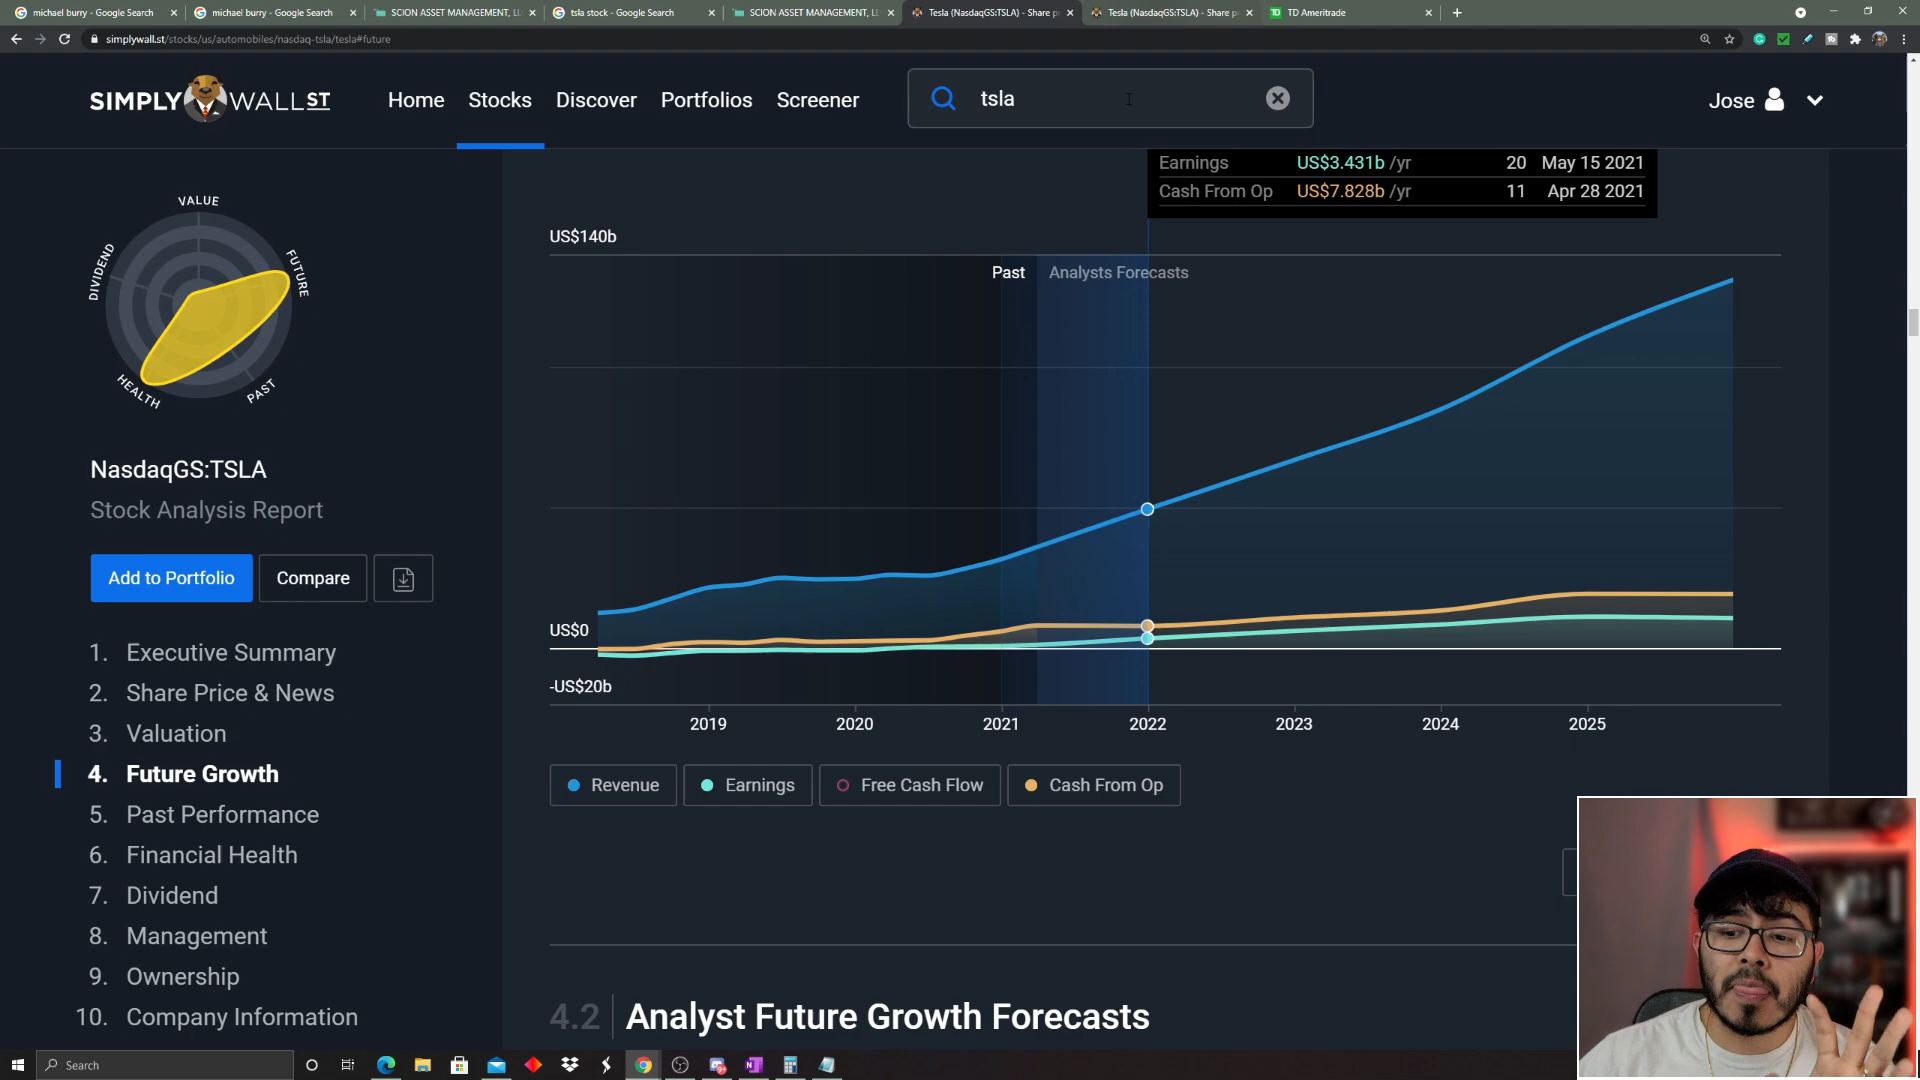 michael burry - Google Search
michael burry - Google Search
SCION ASSET MANAGEMENT, L
tsla stock - Google Search
SCION ASSET MANAGEMENT, L
Tesla (NasdaqGS:TSLA) - Share p
Tesla (NasdaqGS:TSLA) - Share p
TD Ameritrade
simplywall.st/stocks/us/automobiles/nasdaq-tsla/tesla#future
SIMPLY WALL ST
Home
Stocks
Discover
Portfolios
Screener
tsla
Jose
Earnings US$3.431b /yr 20 May 15 2021
Cash From Op US$7.828b /yr 11 Apr 28 2021
VALUE
FUTURE
PAST
HEALTH
DIVIDEND
US$140b
Past
Analysts Forecasts
US$0
-US$20b
2019
2020
2021
2022
2023
2024
2025
Revenue
Earnings
Free Cash Flow
Cash From Op
NasdaqGS:TSLA
Stock Analysis Report
Add to Portfolio
Compare
1. Executive Summary
2. Share Price & News
3. Valuation
4. Future Growth
5. Past Performance
6. Financial Health
7. Dividend
8. Management
9. Ownership
10. Company Information
4.2 Analyst Future Growth Forecasts
Search